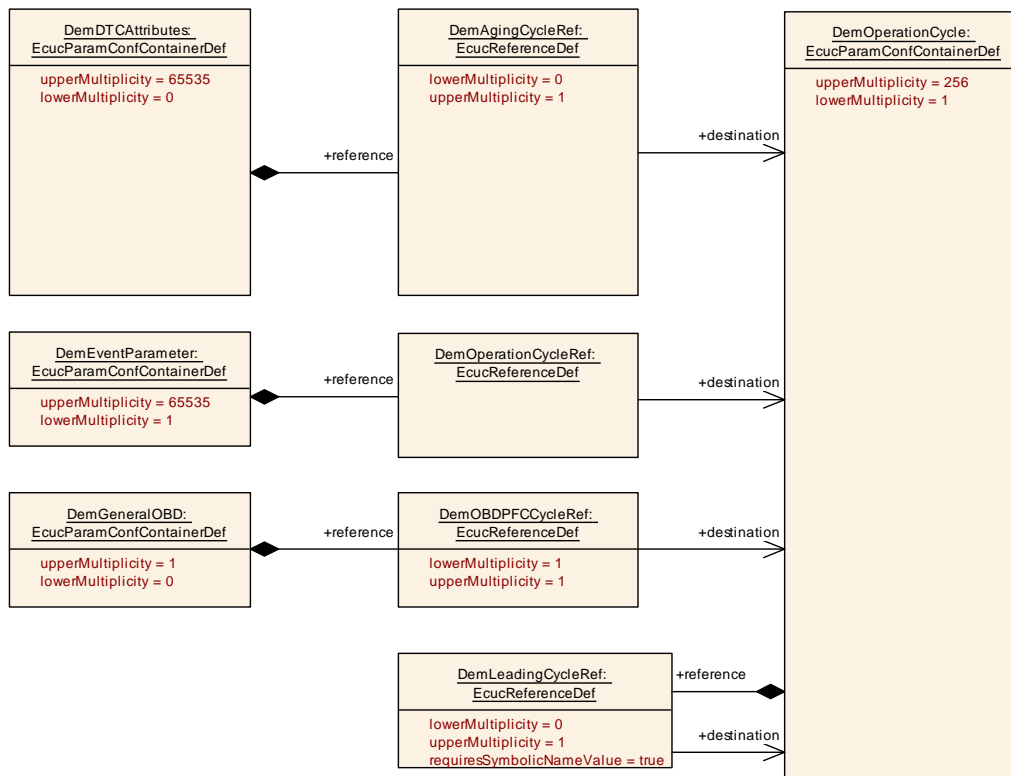 DemDTCAttributes:
EcucParamConfContainerDef
upperMultiplicity = 65535
lowerMultiplicity = 0
DemAgingCycleRef:
EcucReferenceDef
lowerMultiplicity = 0
upperMultiplicity = 1
DemOperationCycle:
EcucParamConfContainerDef
upperMultiplicity = 256
lowerMultiplicity = 1
+reference
+destination
DemEventParameter:
EcucParamConfContainerDef
upperMultiplicity = 65535
lowerMultiplicity = 1
+reference
DemOperationCycleRef:
EcucReferenceDef
+destination
DemGeneralOBD:
EcucParamConfContainerDef
upperMultiplicity = 1
lowerMultiplicity = 0
+reference
DemOBDPFCCycleRef:
EcucReferenceDef
lowerMultiplicity = 1
upperMultiplicity = 1
+destination
DemLeadingCycleRef:
EcucReferenceDef
lowerMultiplicity = 0
upperMultiplicity = 1
requiresSymbolicNameValue = true
+reference
+destination